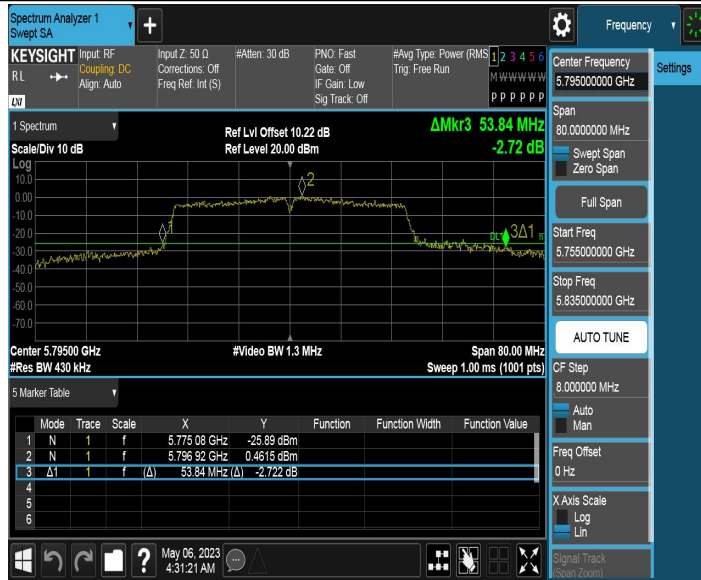 Spectrum Analyzer 1
Swept SA
Frequency
KEYSIGHT
RL
LXI
Input: RF
Coupling: DC
Align: Auto
Input Z: 50 Ω
Corrections: Off
Freq Ref: Int (S)
#Atten: 30 dB
PNO: Fast
Gate: Off
IF Gain: Low
Sig Track: Off
#Avg Type: Power (RMS
Trig: Free Run
1 2 3 4 5 6
M W W W W W
P P P P P P
Settings
1 Spectrum
Scale/Div 10 dB
Ref Lvl Offset 10.22 dB
Ref Level 20.00 dBm
ΔMkr3 53.84 MHz
-2.72 dB
Log
10.0
0.00
-10.0
-20.0
-30.0
-40.0
-50.0
-60.0
-70.0
2
1
3Δ1
Center 5.79500 GHz
#Res BW 430 kHz
#Video BW 1.3 MHz
Span 80.00 MHz
Sweep 1.00 ms (1001 pts)
5 Marker Table
Mode Trace Scale X Y Function Function Width Function Value
1 N 1 f 5.775 08 GHz -25.89 dBm
2 N 1 f 5.796 92 GHz 0.4615 dBm
3 Δ1 1 f (Δ) 53.84 MHz (Δ) -2.722 dB
4
5
6
May 06, 2023
4:31:21 AM
Center Frequency
5.795000000 GHz
Span
80.0000000 MHz
Swept Span
Zero Span
Full Span
Start Freq
5.755000000 GHz
Stop Freq
5.835000000 GHz
AUTO TUNE
CF Step
8.000000 MHz
Auto
Man
Freq Offset
0 Hz
X Axis Scale
Log
Lin
Signal Track
(Span Zoom)